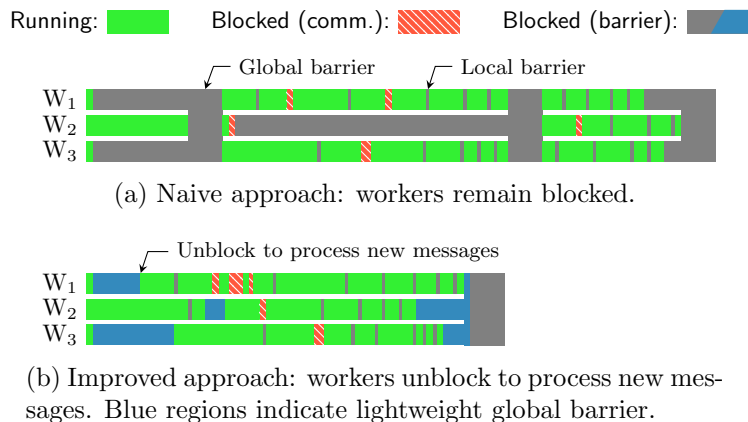 Running: Blocked (comm.): Blocked (barrier):
Global barrier Local barrier
W1
W2
W3
(a) Naive approach: workers remain blocked.
Unblock to process new messages
W1
W2
W3
(b) Improved approach: workers unblock to process new mes-
sages. Blue regions indicate lightweight global barrier.